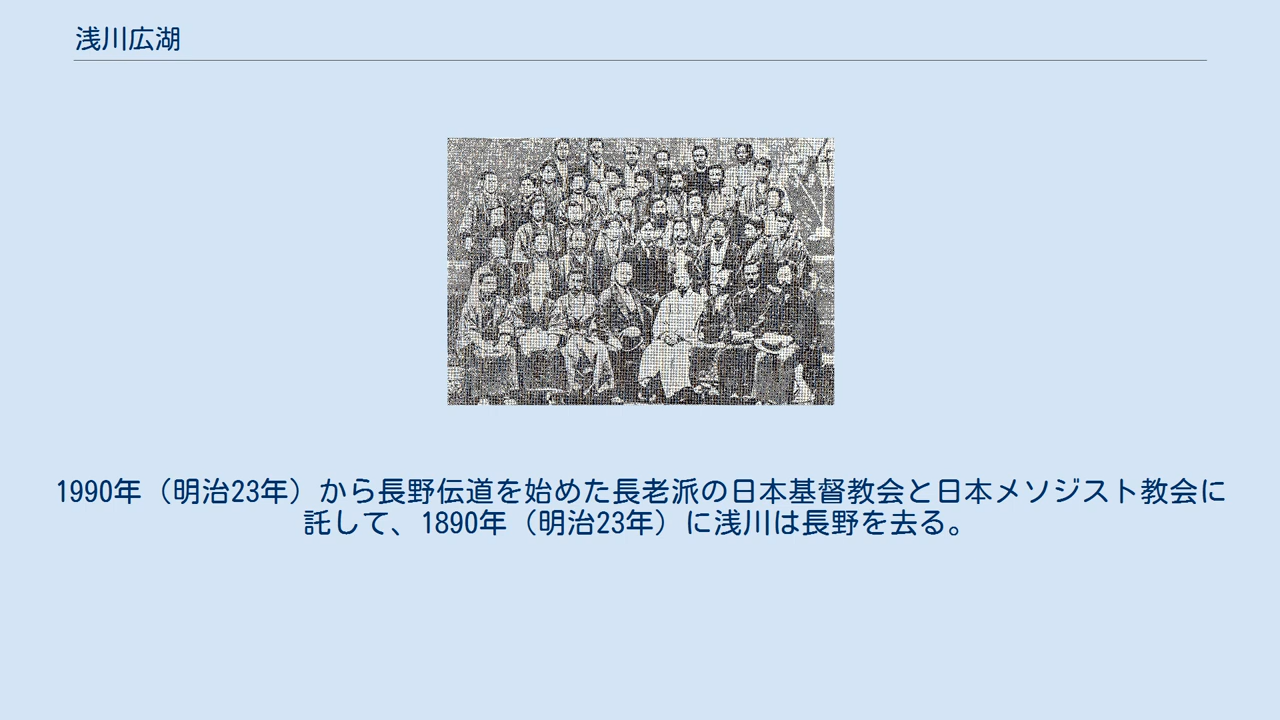 浅川広湖
1990年（明治23年）から長野伝道を始めた長老派の日本基督教会と日本メソジスト教会に
託して、1890年（明治23年）に浅川は長野を去る。